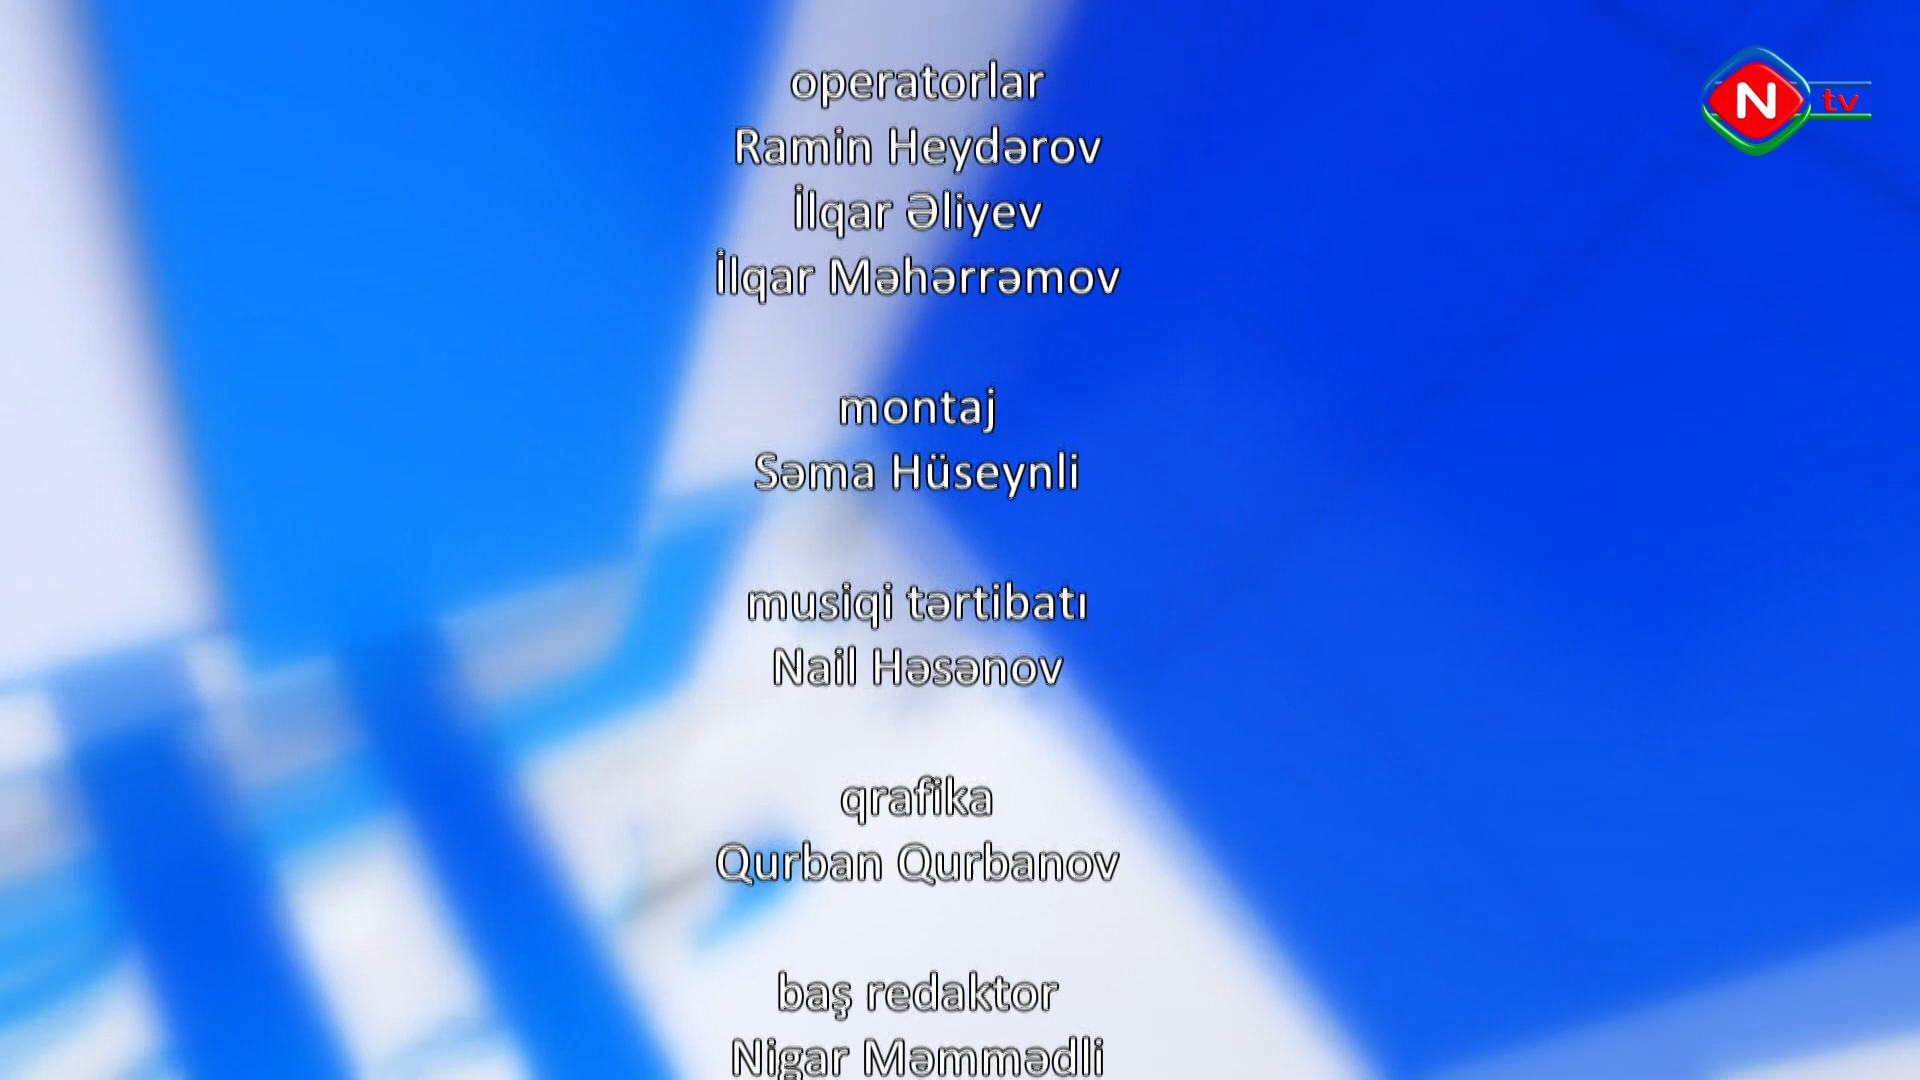 operatorlar
Ramin Heydərov
İlqar Əliyev
İlqar Məhərrəmov
montaj
Səma Hüseynli
musiqi tərtibatı
Nail Həsənov
qrafika
Qurban Qurbanov
baş redaktor
Nigar Məmmədli
N tv